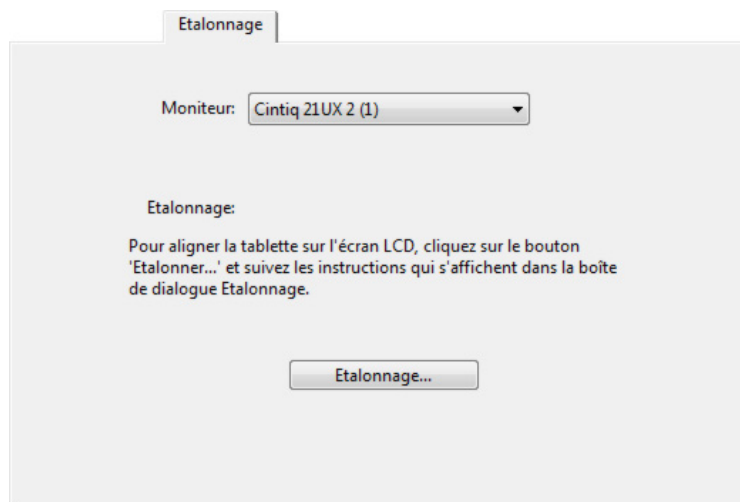 Etalonnage
Moniteur: Cintiq 21UX 2 (1)
Etalonnage:
Pour aligner la tablette sur l'écran LCD, cliquez sur le bouton
'Etalonner...' et suivez les instructions qui s'affichent dans la boîte
de dialogue Etalonnage.
Etalonnage...